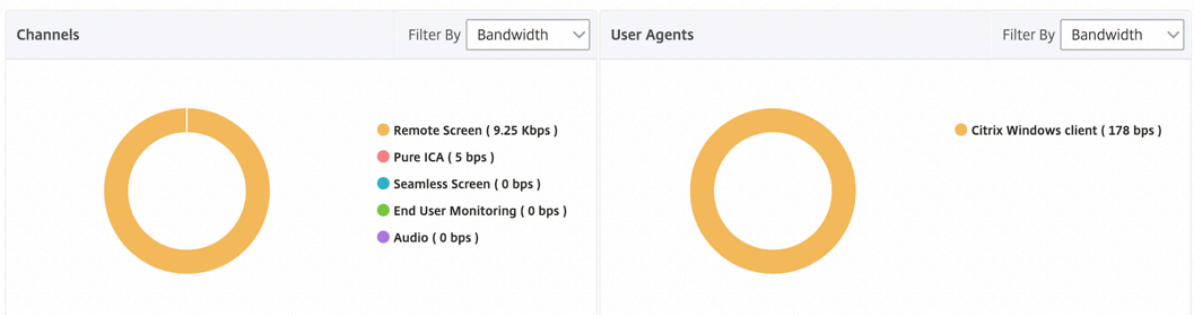 Channels
Filter By Bandwidth
Remote Screen ( 9.25 Kbps )
Pure ICA ( 5 bps )
Seamless Screen ( 0 bps )
End User Monitoring ( 0 bps )
Audio ( 0 bps )
User Agents
Filter By Bandwidth
Citrix Windows client ( 178 bps )